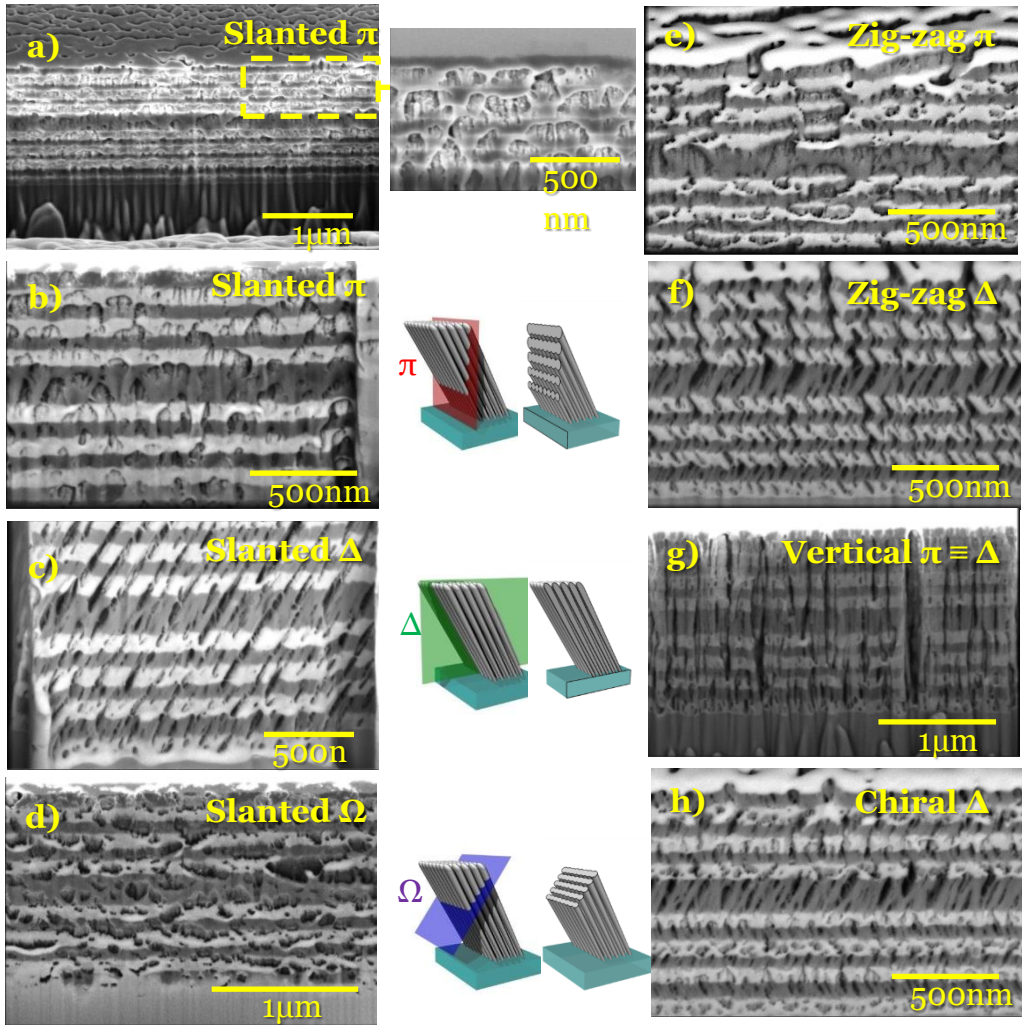 a)
Slanted π
1μm
500
nm
e)
Zig-zag π
500nm
b)
Slanted π
500nm
π
f)
Zig-zag Δ
500nm
c)
Slanted Δ
500n
Δ
g)
Vertical π ≡ Δ
1μm
d)
Slanted Ω
1μm
Ω
h)
Chiral Δ
500nm